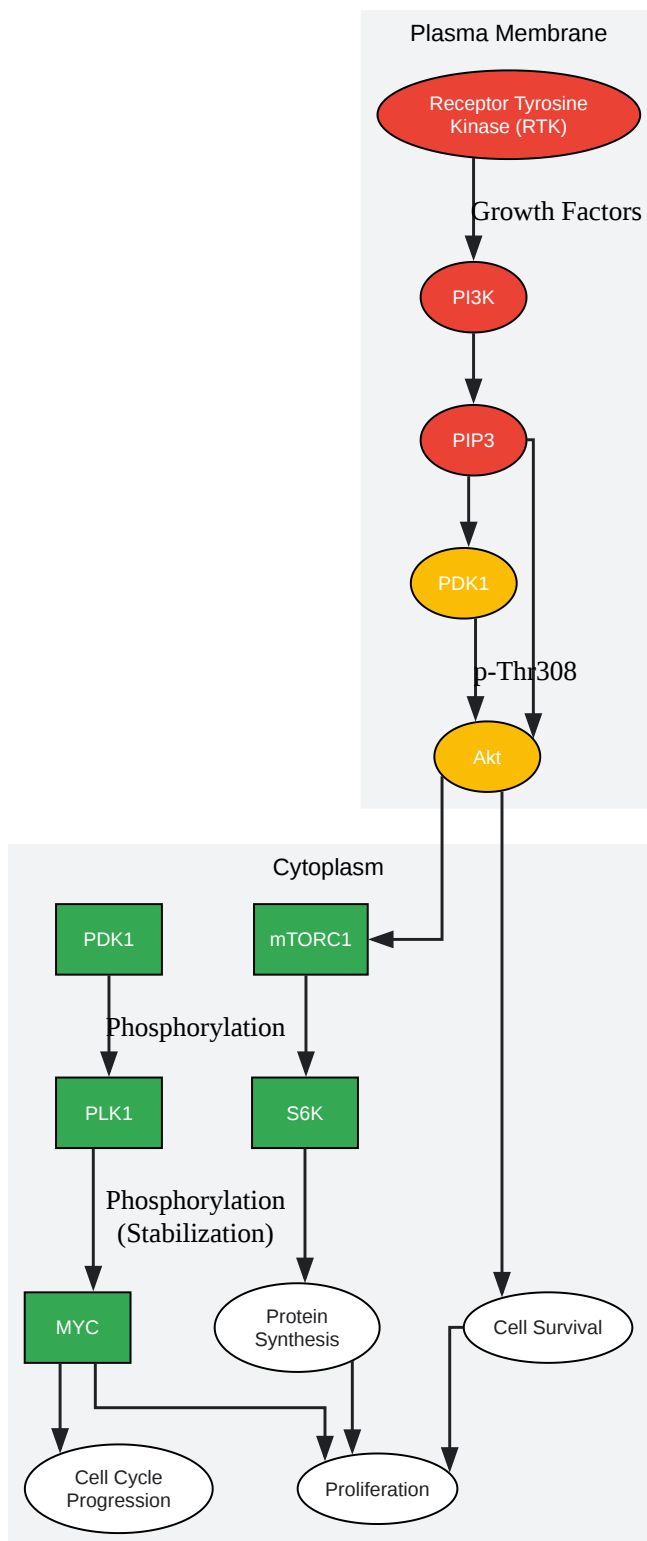 Plasma Membrane
Receptor Tyrosine
Kinase (RTK)
Growth Factors
PI3K
PIP3
PDK1
p-Thr308
Akt
Cytoplasm
PDK1
mTORC1
Phosphorylation
PLK1
S6K
Phosphorylation
(Stabilization)
MYC
Protein
Synthesis
Cell Survival
Cell Cycle
Progression
Proliferation